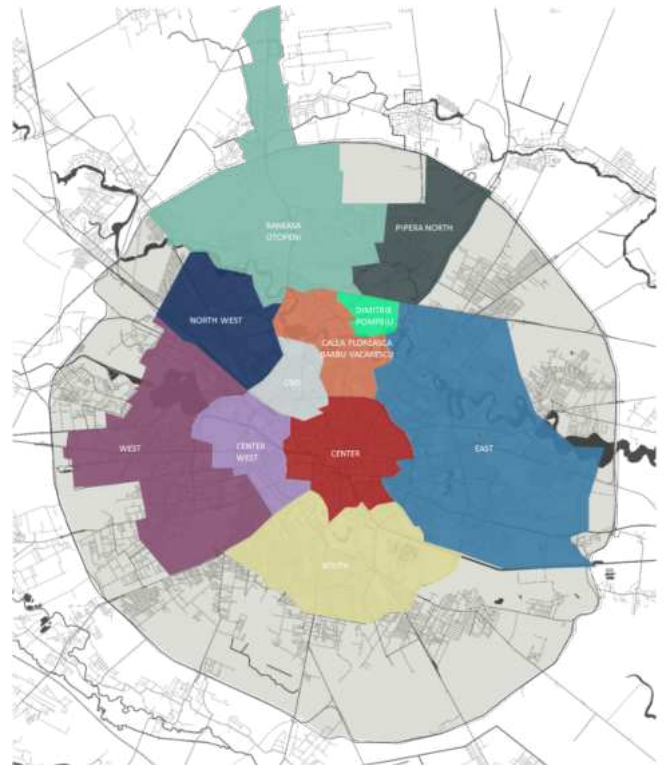 BANEASA
OTOPENI
PIPERA NORTH
NORTH WEST
DIMITRIE
POMPEIU
CALEA FLOREASCA
BARBU VACARESCU
CBD
WEST
CENTER
WEST
CENTER
EAST
SOUTH